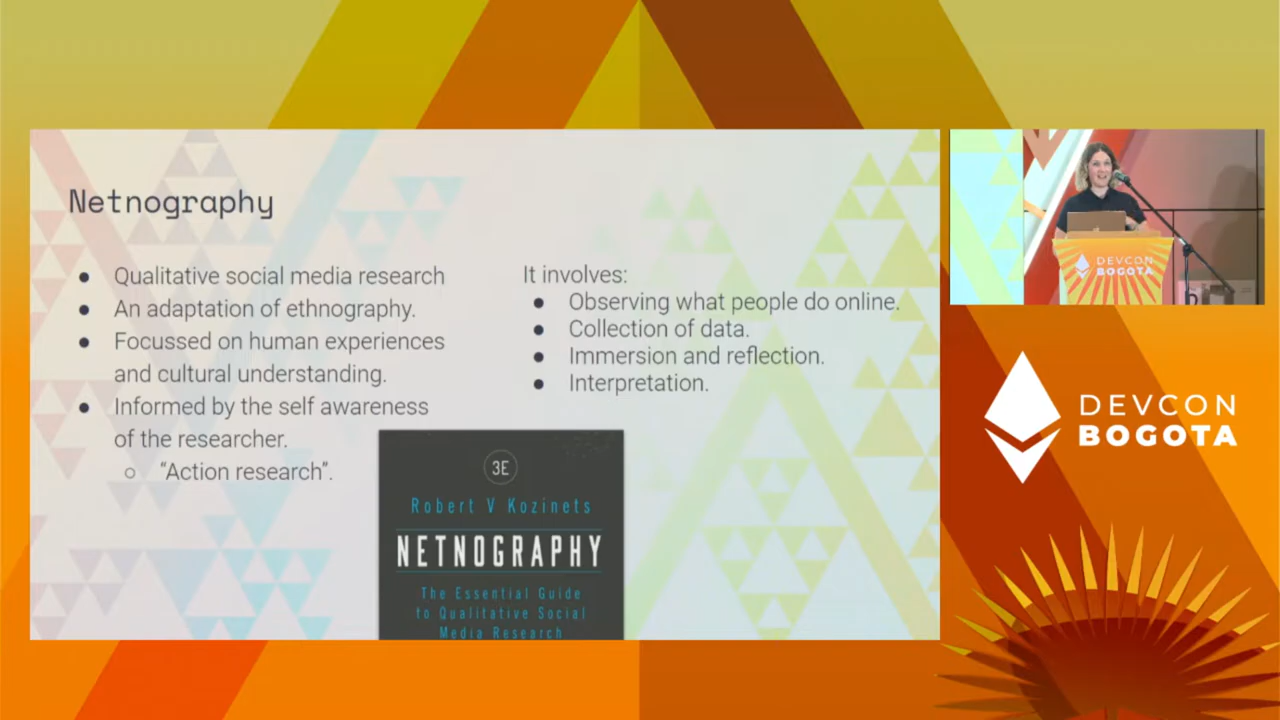 Netnography
● Qualitative social media research
● An adaptation of ethnography.
● Focussed on human experiences
and cultural understanding.
● Informed by the self awareness
of the researcher.
○ “Action research”.
It involves:
● Observing what people do online.
● Collection of data.
● Immersion and reflection.
● Interpretation.
3E
Robert V Kozinets
NETNOGRAPHY
The Essential Guide
to Qualitative Social
Media Research
DEVCON
BOGOTA
DEVCON
BOGOTA